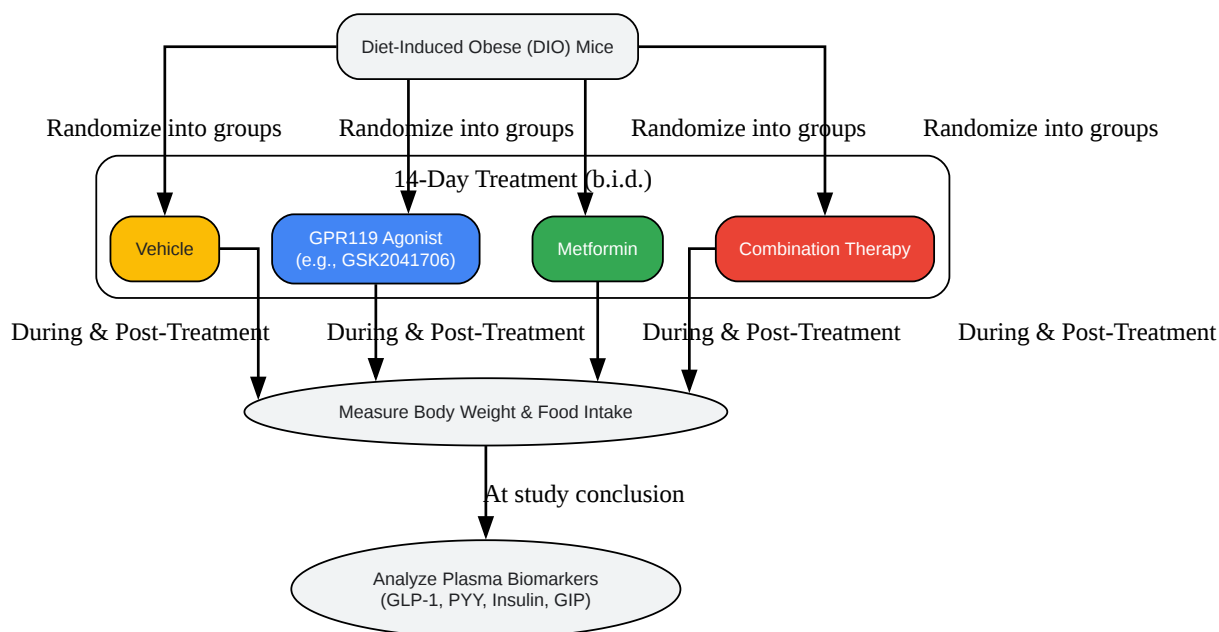 Diet-Induced Obese (DIO) Mice
Randomize into groups
Randomize into groups
Randomize into groups
Randomize into groups
14-Day Treatment (b.i.d.)
Vehicle
GPR119 Agonist
(e.g., GSK2041706)
Metformin
Combination Therapy
During & Post-Treatment
During & Post-Treatment
During & Post-Treatment
During & Post-Treatment
Measure Body Weight & Food Intake
At study conclusion
Analyze Plasma Biomarkers
(GLP-1, PYY, Insulin, GIP)